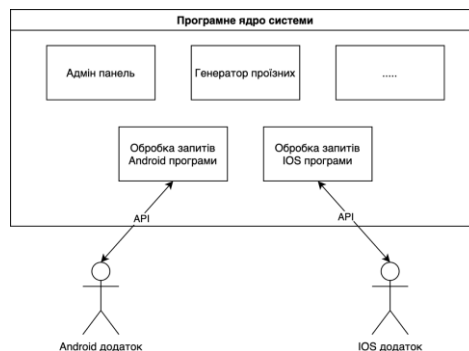 Програмне ядро системи
Адмін панель
Генератор проїзних
.....
Обробка запитів
Android програми
Обробка запитів
IOS програми
API
API
Android додаток
IOS додаток